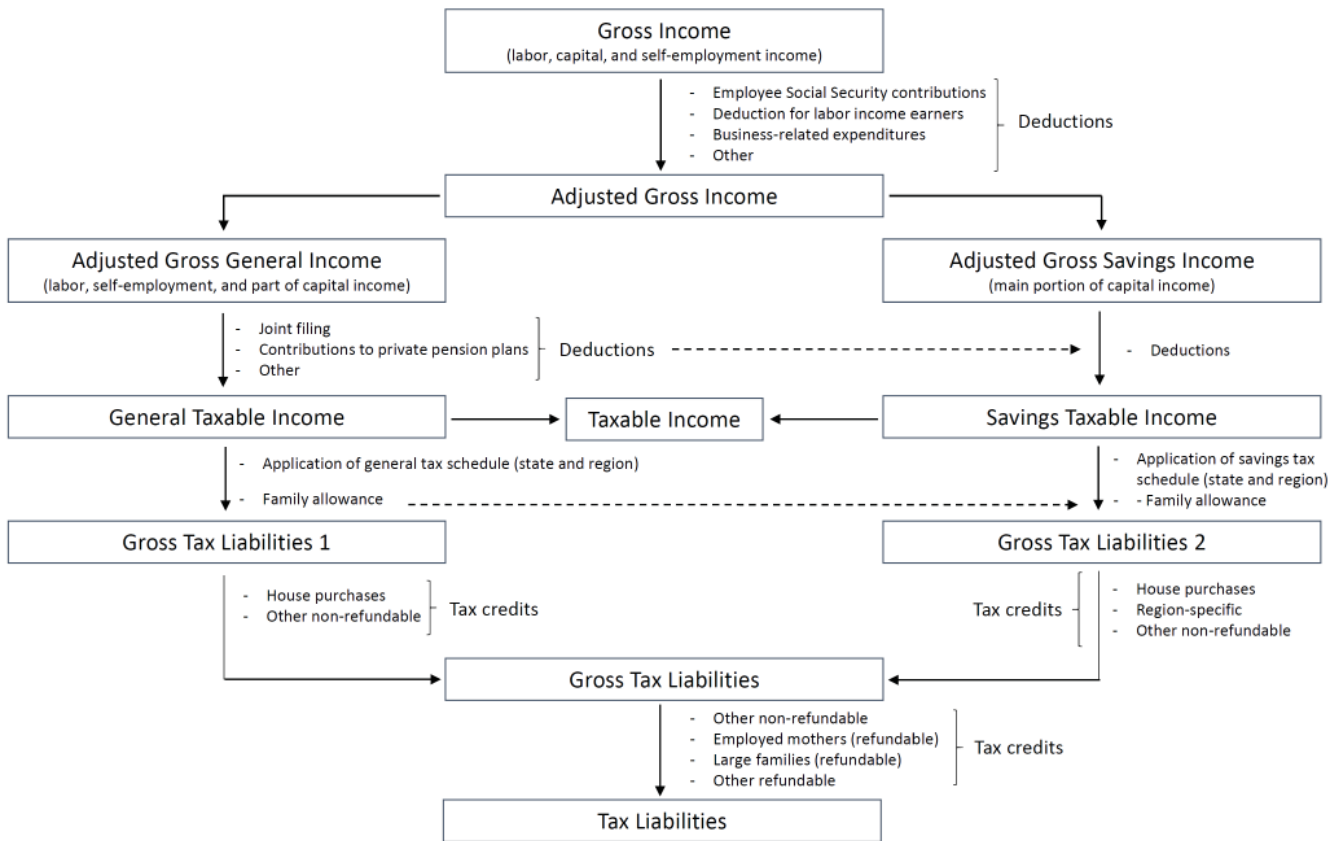 Gross Income
(labor, capital, and self-employment income)
- Employee Social Security contributions
- Deduction for labor income earners
- Business-related expenditures
- Other
Deductions
Adjusted Gross Income
Adjusted Gross General Income
(labor, self-employment, and part of capital income)
Adjusted Gross Savings Income
(main portion of capital income)
- Joint filing
- Contributions to private pension plans
- Other
Deductions
- Deductions
General Taxable Income
Taxable Income
Savings Taxable Income
- Application of general tax schedule (state and region)
- Family allowance
- Application of savings tax
schedule (state and region)
- - Family allowance
Gross Tax Liabilities 1
Gross Tax Liabilities 2
- House purchases
- Other non-refundable
Tax credits
Tax credits
- House purchases
- Region-specific
- Other non-refundable
Gross Tax Liabilities
- Other non-refundable
- Employed mothers (refundable)
- Large families (refundable)
- Other refundable
Tax credits
Tax Liabilities